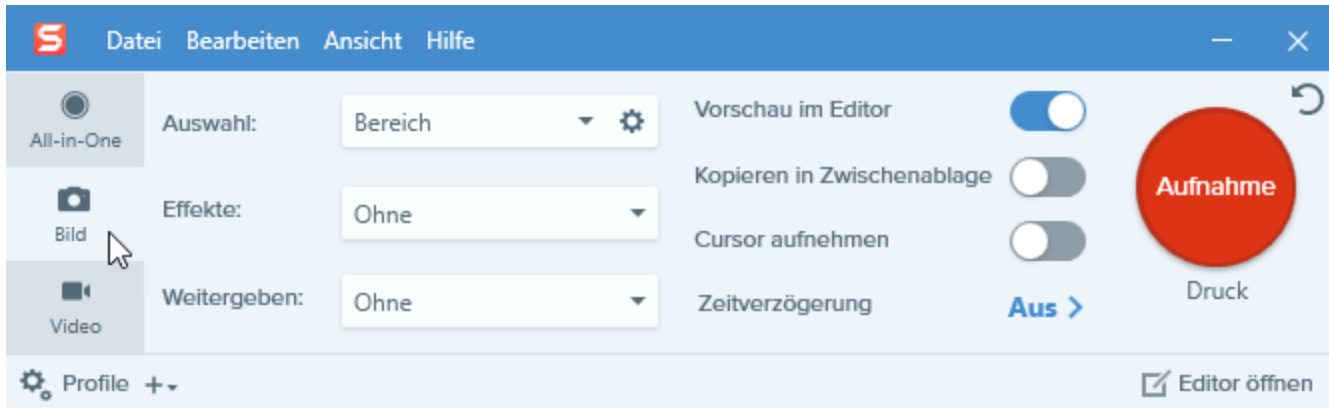 Datei Bearbeiten Ansicht Hilfe
All-in-One
Bild
Video
Auswahl: Bereich
Effekte: Ohne
Weitergeben: Ohne
Vorschau im Editor
Kopieren in Zwischenablage
Cursor aufnehmen
Zeitverzögerung Aus >
Aufnahme
Druck
Profile
Editor öffnen